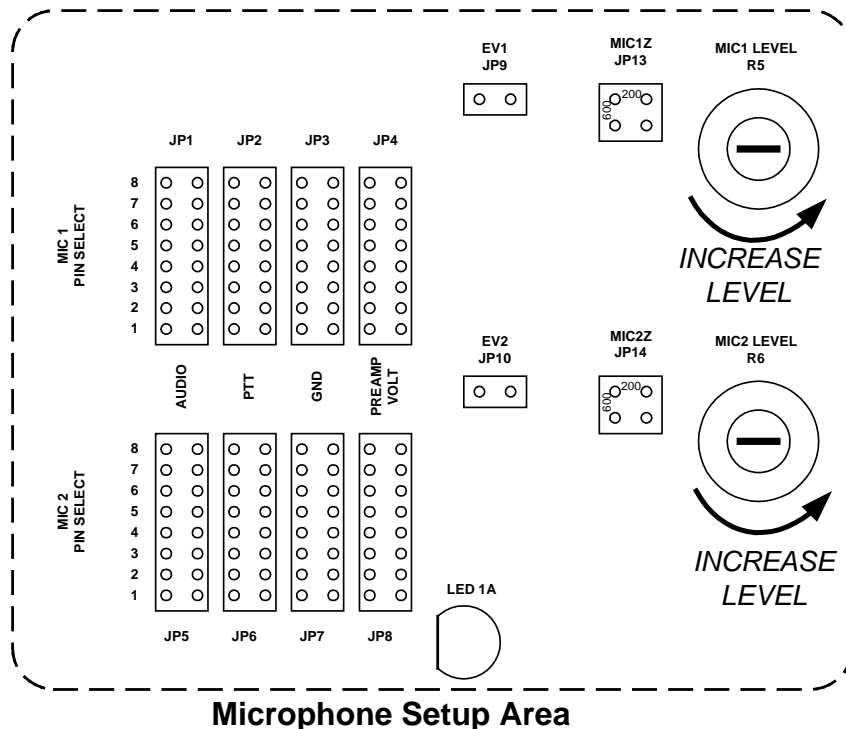 EV1
JP9
MIC1Z
JP13
MIC1 LEVEL
R5
200
600
JP1 JP2 JP3 JP4
MIC 1
PIN SELECT
8
7
6
5
4
3
2
1
INCREASE
LEVEL
EV2
JP10
MIC2Z
JP14
MIC2 LEVEL
R6
200
600
AUDIO
PTT
GND
PREAMP
VOLT
MIC 2
PIN SELECT
8
7
6
5
4
3
2
1
INCREASE
LEVEL
LED 1A
JP5 JP6 JP7 JP8
Microphone Setup Area